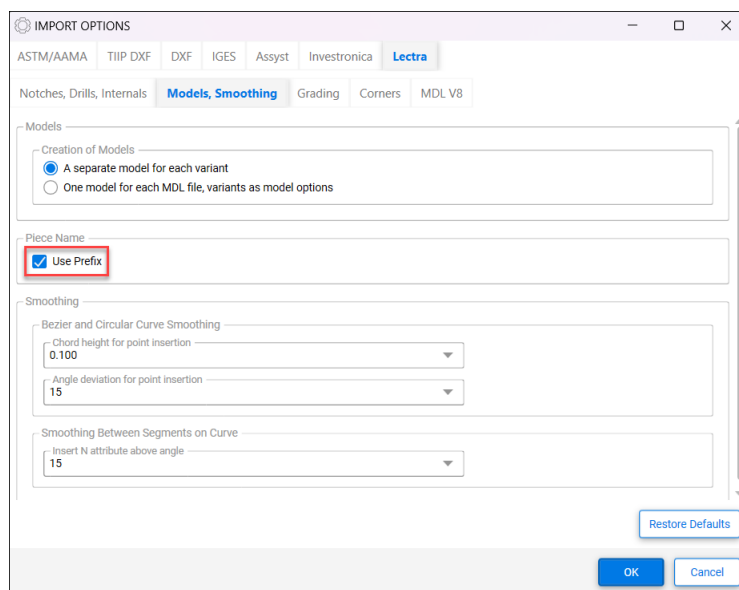 IMPORT OPTIONS
ASTM/AAMA TIIP DXF DXF IGES Assyst Investronica Lectra
Notches, Drills, Internals Models, Smoothing Grading Corners MDL V8
Models
Creation of Models
A separate model for each variant
One model for each MDL file, variants as model options
Piece Name
Use Prefix
Smoothing
Bezier and Circular Curve Smoothing
Chord height for point insertion
0.100
Angle deviation for point insertion
15
Smoothing Between Segments on Curve
Insert N attribute above angle
15
Restore Defaults
OK Cancel